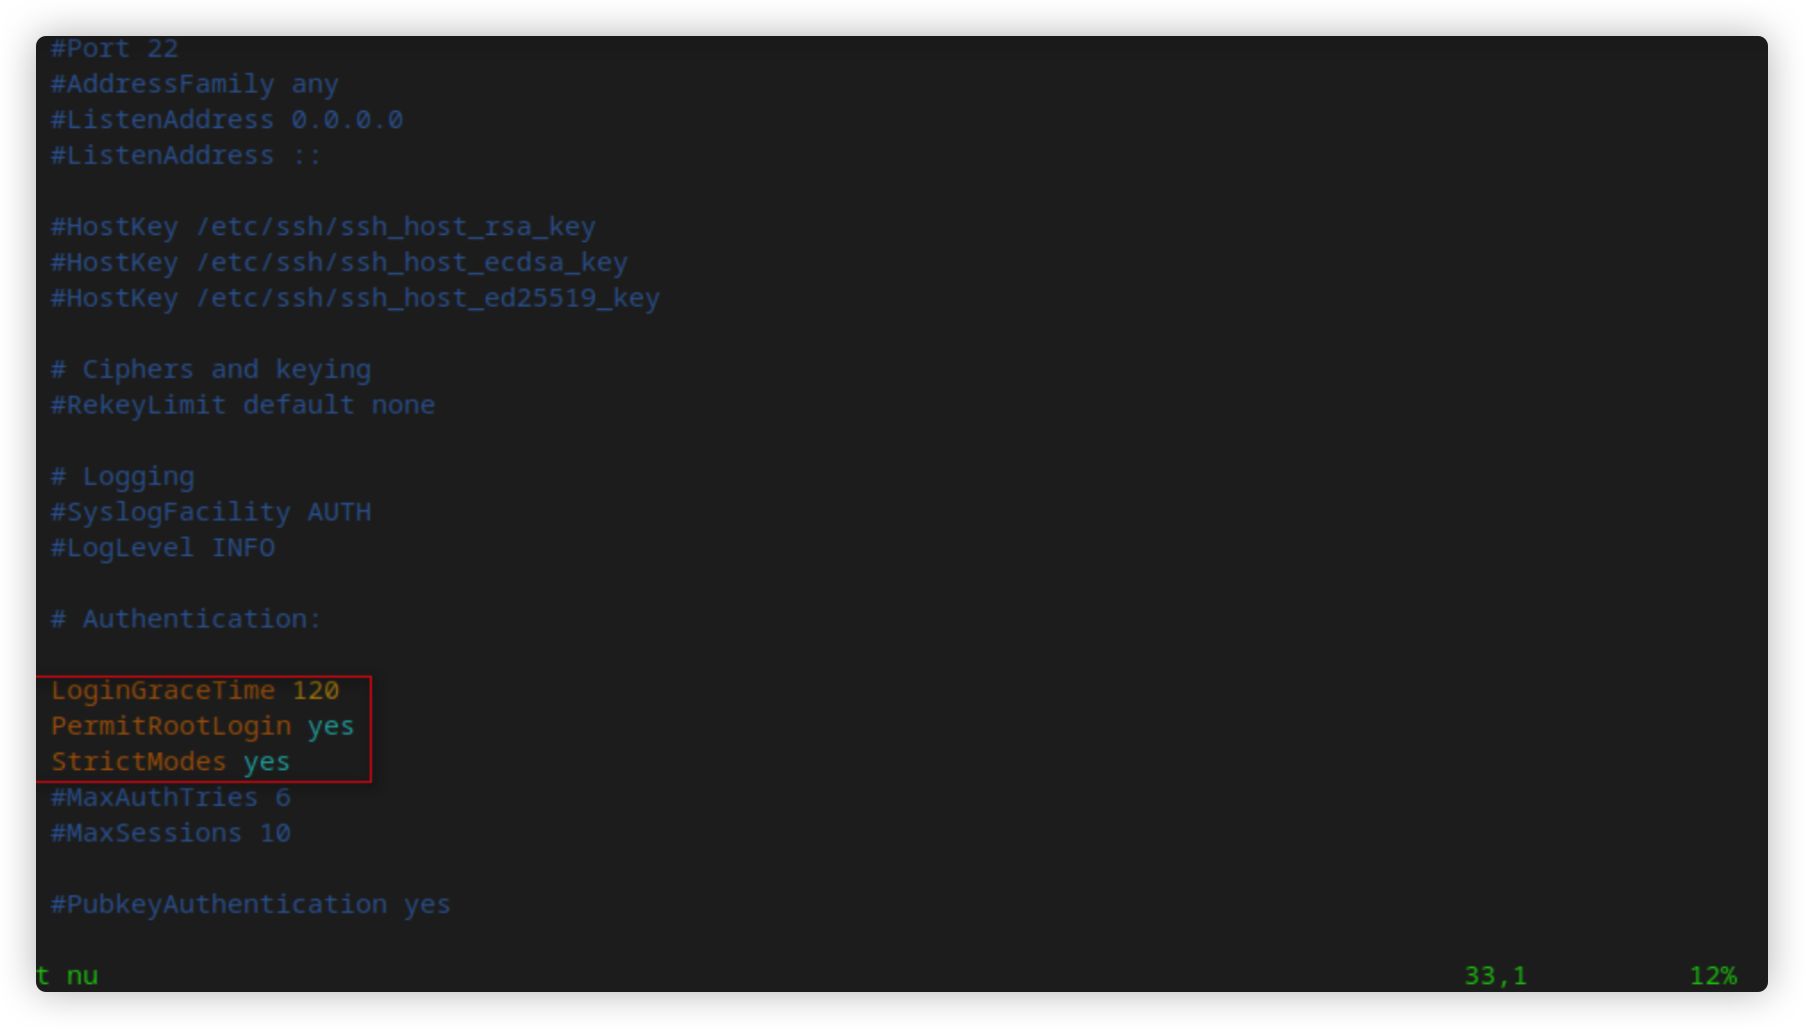 #Port 22
#AddressFamily any
#ListenAddress 0.0.0.0
#ListenAddress ::
#HostKey /etc/ssh/ssh_host_rsa_key
#HostKey /etc/ssh/ssh_host_ecdsa_key
#HostKey /etc/ssh/ssh_host_ed25519_key
# Ciphers and keying
#RekeyLimit default none
# Logging
#SyslogFacility AUTH
#LogLevel INFO
# Authentication:
LoginGraceTime 120
PermitRootLogin yes
StrictModes yes
#MaxAuthTries 6
#MaxSessions 10
#PubkeyAuthentication yes
t nu 33,1 12%